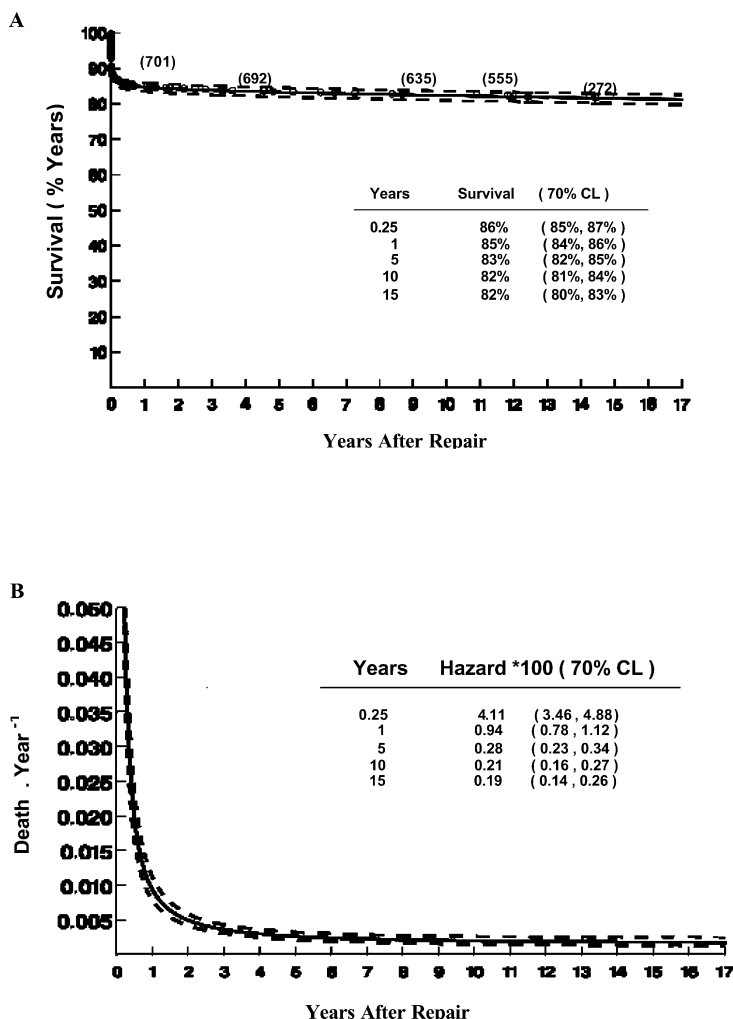 A
Survival ( % Years)
100
90
80
70
60
50
40
30
20
10
(701)
(692)
(635)
(555)
(272)
Years Survival ( 70% CL )
0.25 86% ( 85%, 87% )
1 85% ( 84%, 86% )
5 83% ( 82%, 85% )
10 82% ( 81%, 84% )
15 82% ( 80%, 83% )
0 1 2 3 4 5 6 7 8 9 10 11 12 13 14 15 16 17
Years After Repair
B
Death . Year⁻¹
0.050
0.045
0.040
0.035
0.030
0.025
0.020
0.015
0.010
0.005
Years Hazard *100 ( 70% CL )
0.25 4.11 ( 3.46 , 4.88 )
1 0.94 ( 0.78 , 1.12 )
5 0.28 ( 0.23 , 0.34 )
10 0.21 ( 0.16 , 0.27 )
15 0.19 ( 0.14 , 0.26 )
0 1 2 3 4 5 6 7 8 9 10 11 12 13 14 15 16 17
Years After Repair